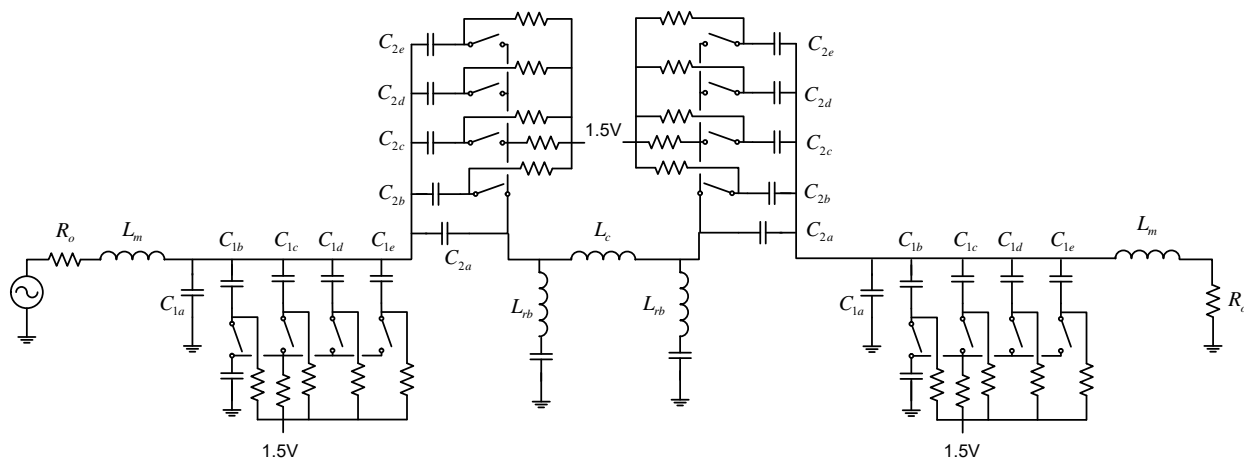 C2e
C2e
C2d
C2d
1.5V
C2c
C2c
C2b
C2b
Ro
Lm
C1b
C1c
C1d
C1e
C2a
Lc
C2a
C1b
C1c
C1d
C1e
Lm
C1a
Lrb
Lrb
C1a
Ro
1.5V
1.5V